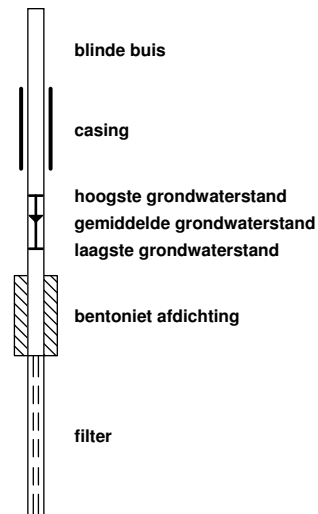 blinde buis
casing
hoogste grondwaterstand
gemiddelde grondwaterstand
laagste grondwaterstand
bentoniet afdichting
filter